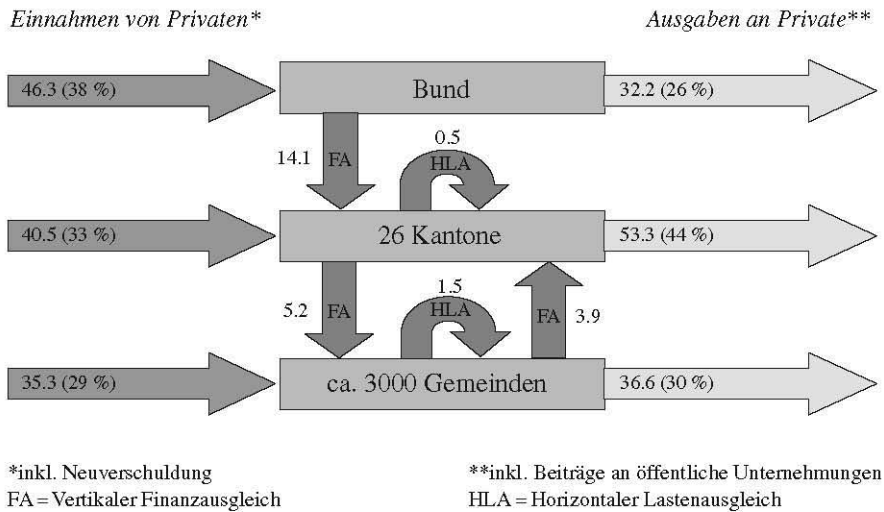 Einnahmen von Privaten*
Ausgaben an Private**
46.3 (38 %)
Bund
32.2 (26 %)
14.1
FA
0.5
HLA
40.5 (33 %)
26 Kantone
53.3 (44 %)
5.2
FA
1.5
HLA
FA
3.9
35.3 (29 %)
ca. 3000 Gemeinden
36.6 (30 %)
*inkl. Neuverschuldung
**inkl. Beiträge an öffentliche Unternehmungen
FA = Vertikaler Finanzausgleich
HLA = Horizontaler Lastenausgleich